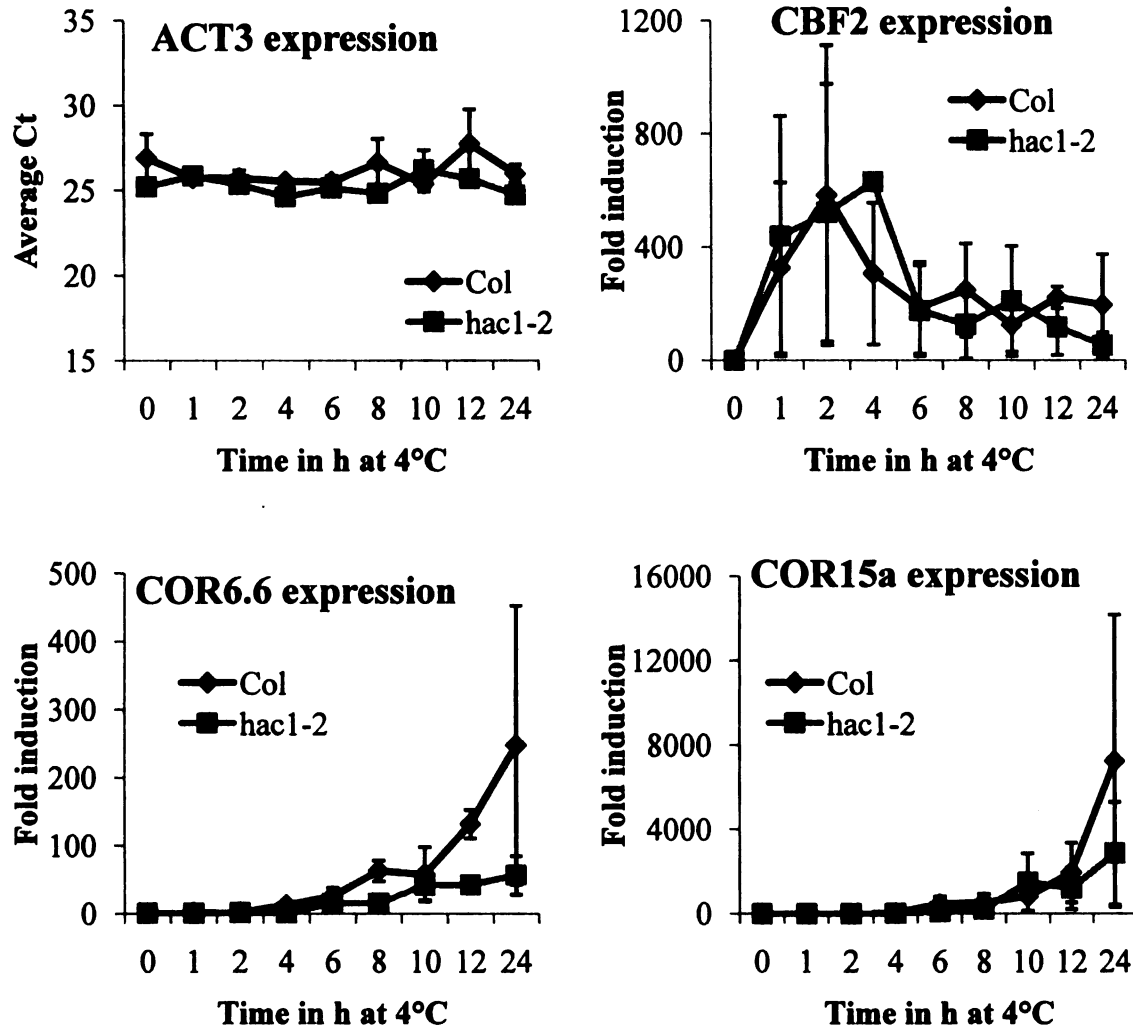 ACT3 expression
35
30
25
20
15
Average Ct
Col
hac1-2
0 1 2 4 6 8 10 12 24
Time in h at 4°C
CBF2 expression
1200
800
400
0
Fold induction
Col
hac1-2
0 1 2 4 6 8 10 12 24
Time in h at 4°C
COR6.6 expression
500
400
300
200
100
0
Fold induction
Col
hac1-2
0 1 2 4 6 8 10 12 24
Time in h at 4°C
COR15a expression
16000
12000
8000
4000
0
Fold induction
Col
hac1-2
0 1 2 4 6 8 10 12 24
Time in h at 4°C